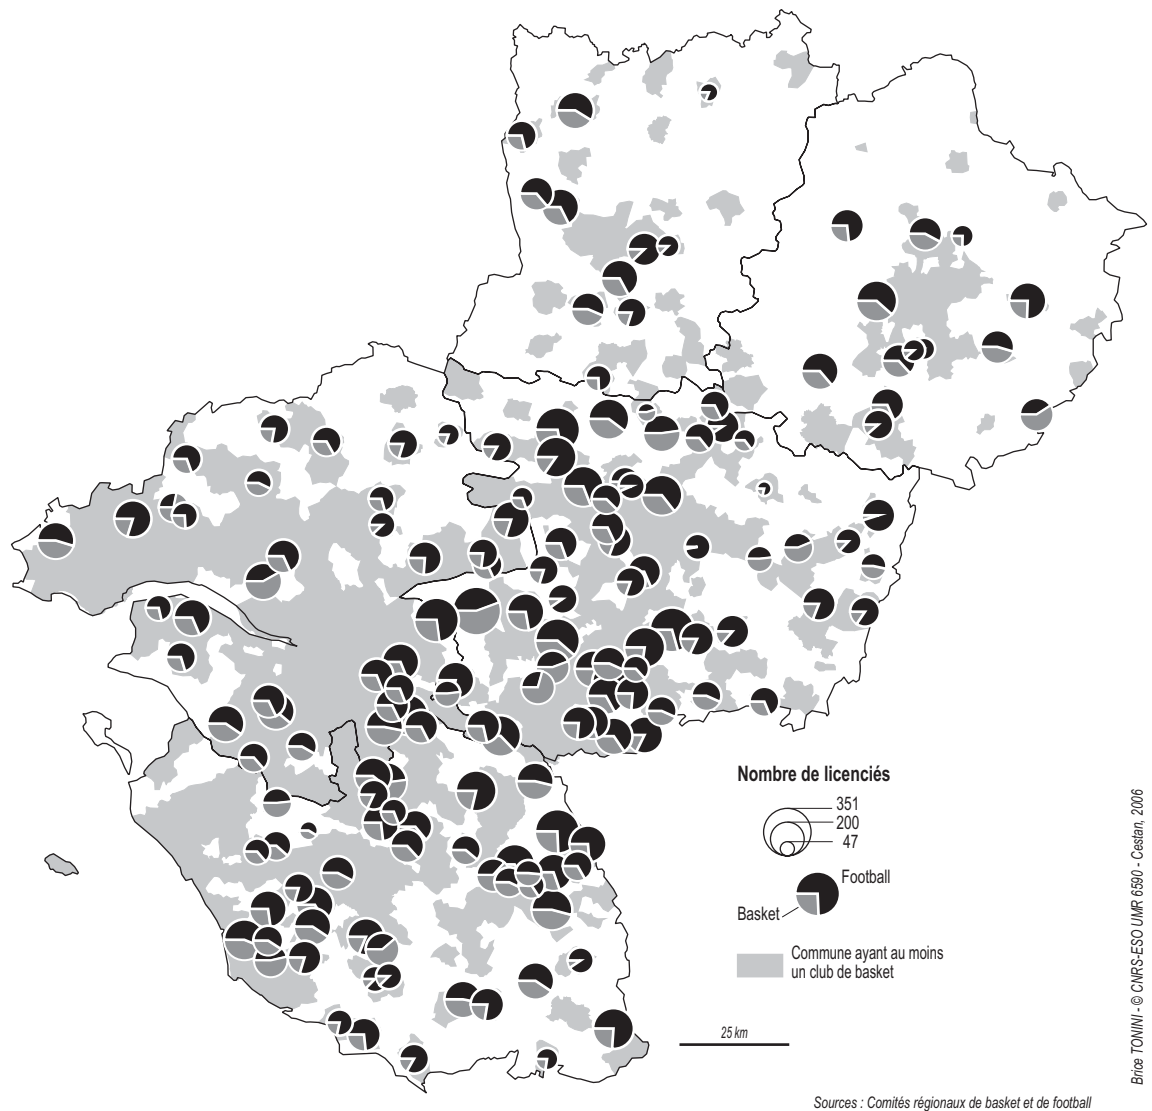 Nombre de licenciés
351
200
47
Football
Basket
Commune ayant au moins
un club de basket
25 km
Brice TONINI - © CNRS-ESO UMR 6590 - Cestan, 2006
Sources : Comités régionaux de basket et de football